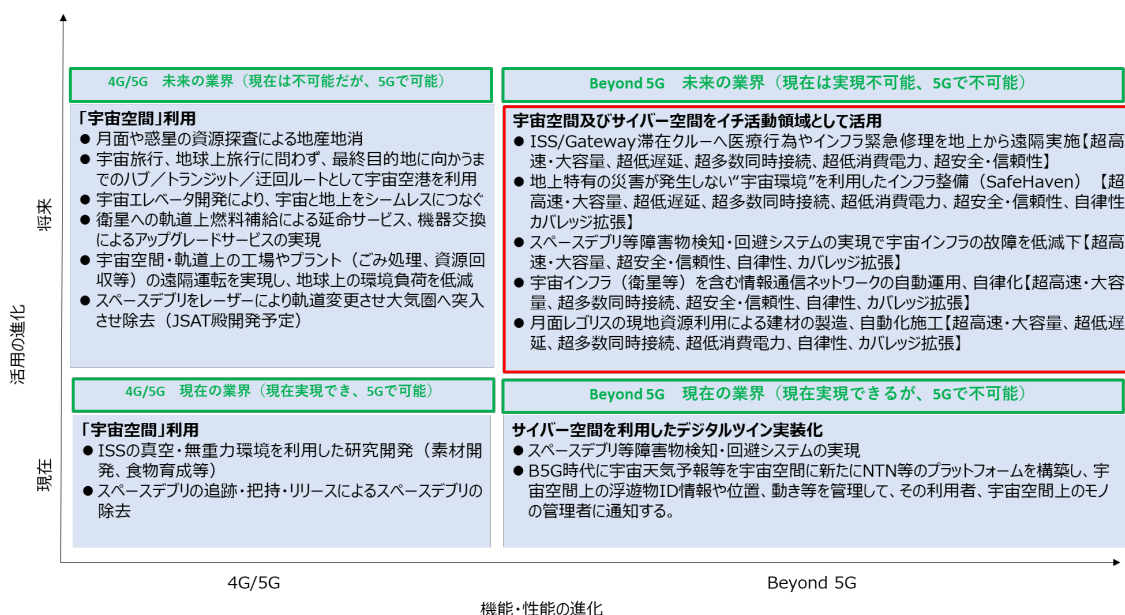 4G/5G 未来の業界（現在は不可能だが、5Gで可能）
「宇宙空間」利用
● 月面や惑星の資源探査による地産地消
● 宇宙旅行、地球上旅行に問わず、最終目的地に向かうま
でのハブ／トランジット／迂回ルートとして宇宙空港を利用
● 宇宙エレベータ開発により、宇宙と地上をシームレスにつなぐ
● 衛星への軌道上燃料補給による延命サービス、機器交換
によるアップグレードサービスの実現
● 宇宙空間・軌道上の工場やプラント（ごみ処理、資源回
収等）の遠隔運転を実現し、地球上の環境負荷を低減
● スペースデブリをレーザーにより軌道変更させ大気圏へ突入
させ除去（JSAT殿開発予定）
Beyond 5G 未来の業界（現在は実現不可能、5Gで不可能）
宇宙空間及びサイバー空間をイチ活動領域として活用
● ISS/Gateway滞在クルーへ医療行為やインフラ緊急修理を地上から遠隔実施【超高
速・大容量、超低遅延、超多数同時接続、超低消費電力、超安全・信頼性】
● 地上特有の災害が発生しない“宇宙環境”を利用したインフラ整備（SafeHaven）【超
高速・大容量、超低遅延、超多数同時接続、超低消費電力、超安全・信頼性、自律性、
カバレッジ拡張】
● スペースデブリ等障害物検知・回避システムの実現で宇宙インフラの故障を低減下【超高
速・大容量、超安全・信頼性、自律性、カバレッジ拡張】
● 宇宙インフラ（衛星等）を含む情報通信ネットワークの自動運用、自律化【超高速・大容
量、超多数同時接続、超安全・信頼性、自律性、カバレッジ拡張】
● 月面レゴリスの現地資源利用による建材の製造、自動化施工【超高速・大容量、超低遅
延、超多数同時接続、超低消費電力、自律性、カバレッジ拡張】
4G/5G 現在の業界（現在実現でき、5Gで可能）
「宇宙空間」利用
● ISSの真空・無重力環境を利用した研究開発（素材開
発、食物育成等）
● スペースデブリの追跡・把持・リリースによるスペースデブリの
除去
Beyond 5G 現在の業界（現在実現できるが、5Gで不可能）
サイバー空間を利用したデジタルツイン実装化
● スペースデブリ等障害物検知・回避システムの実現
● B5G時代に宇宙天気予報等を宇宙空間に新たにNTN等のプラットフォームを構築し、宇
宙空間上の浮遊物ID情報や位置、動き等を管理して、その利用者、宇宙空間上のモノ
の管理者に通知する。
将来
活用の進化
現在
4G/5G
Beyond 5G
機能・性能の進化